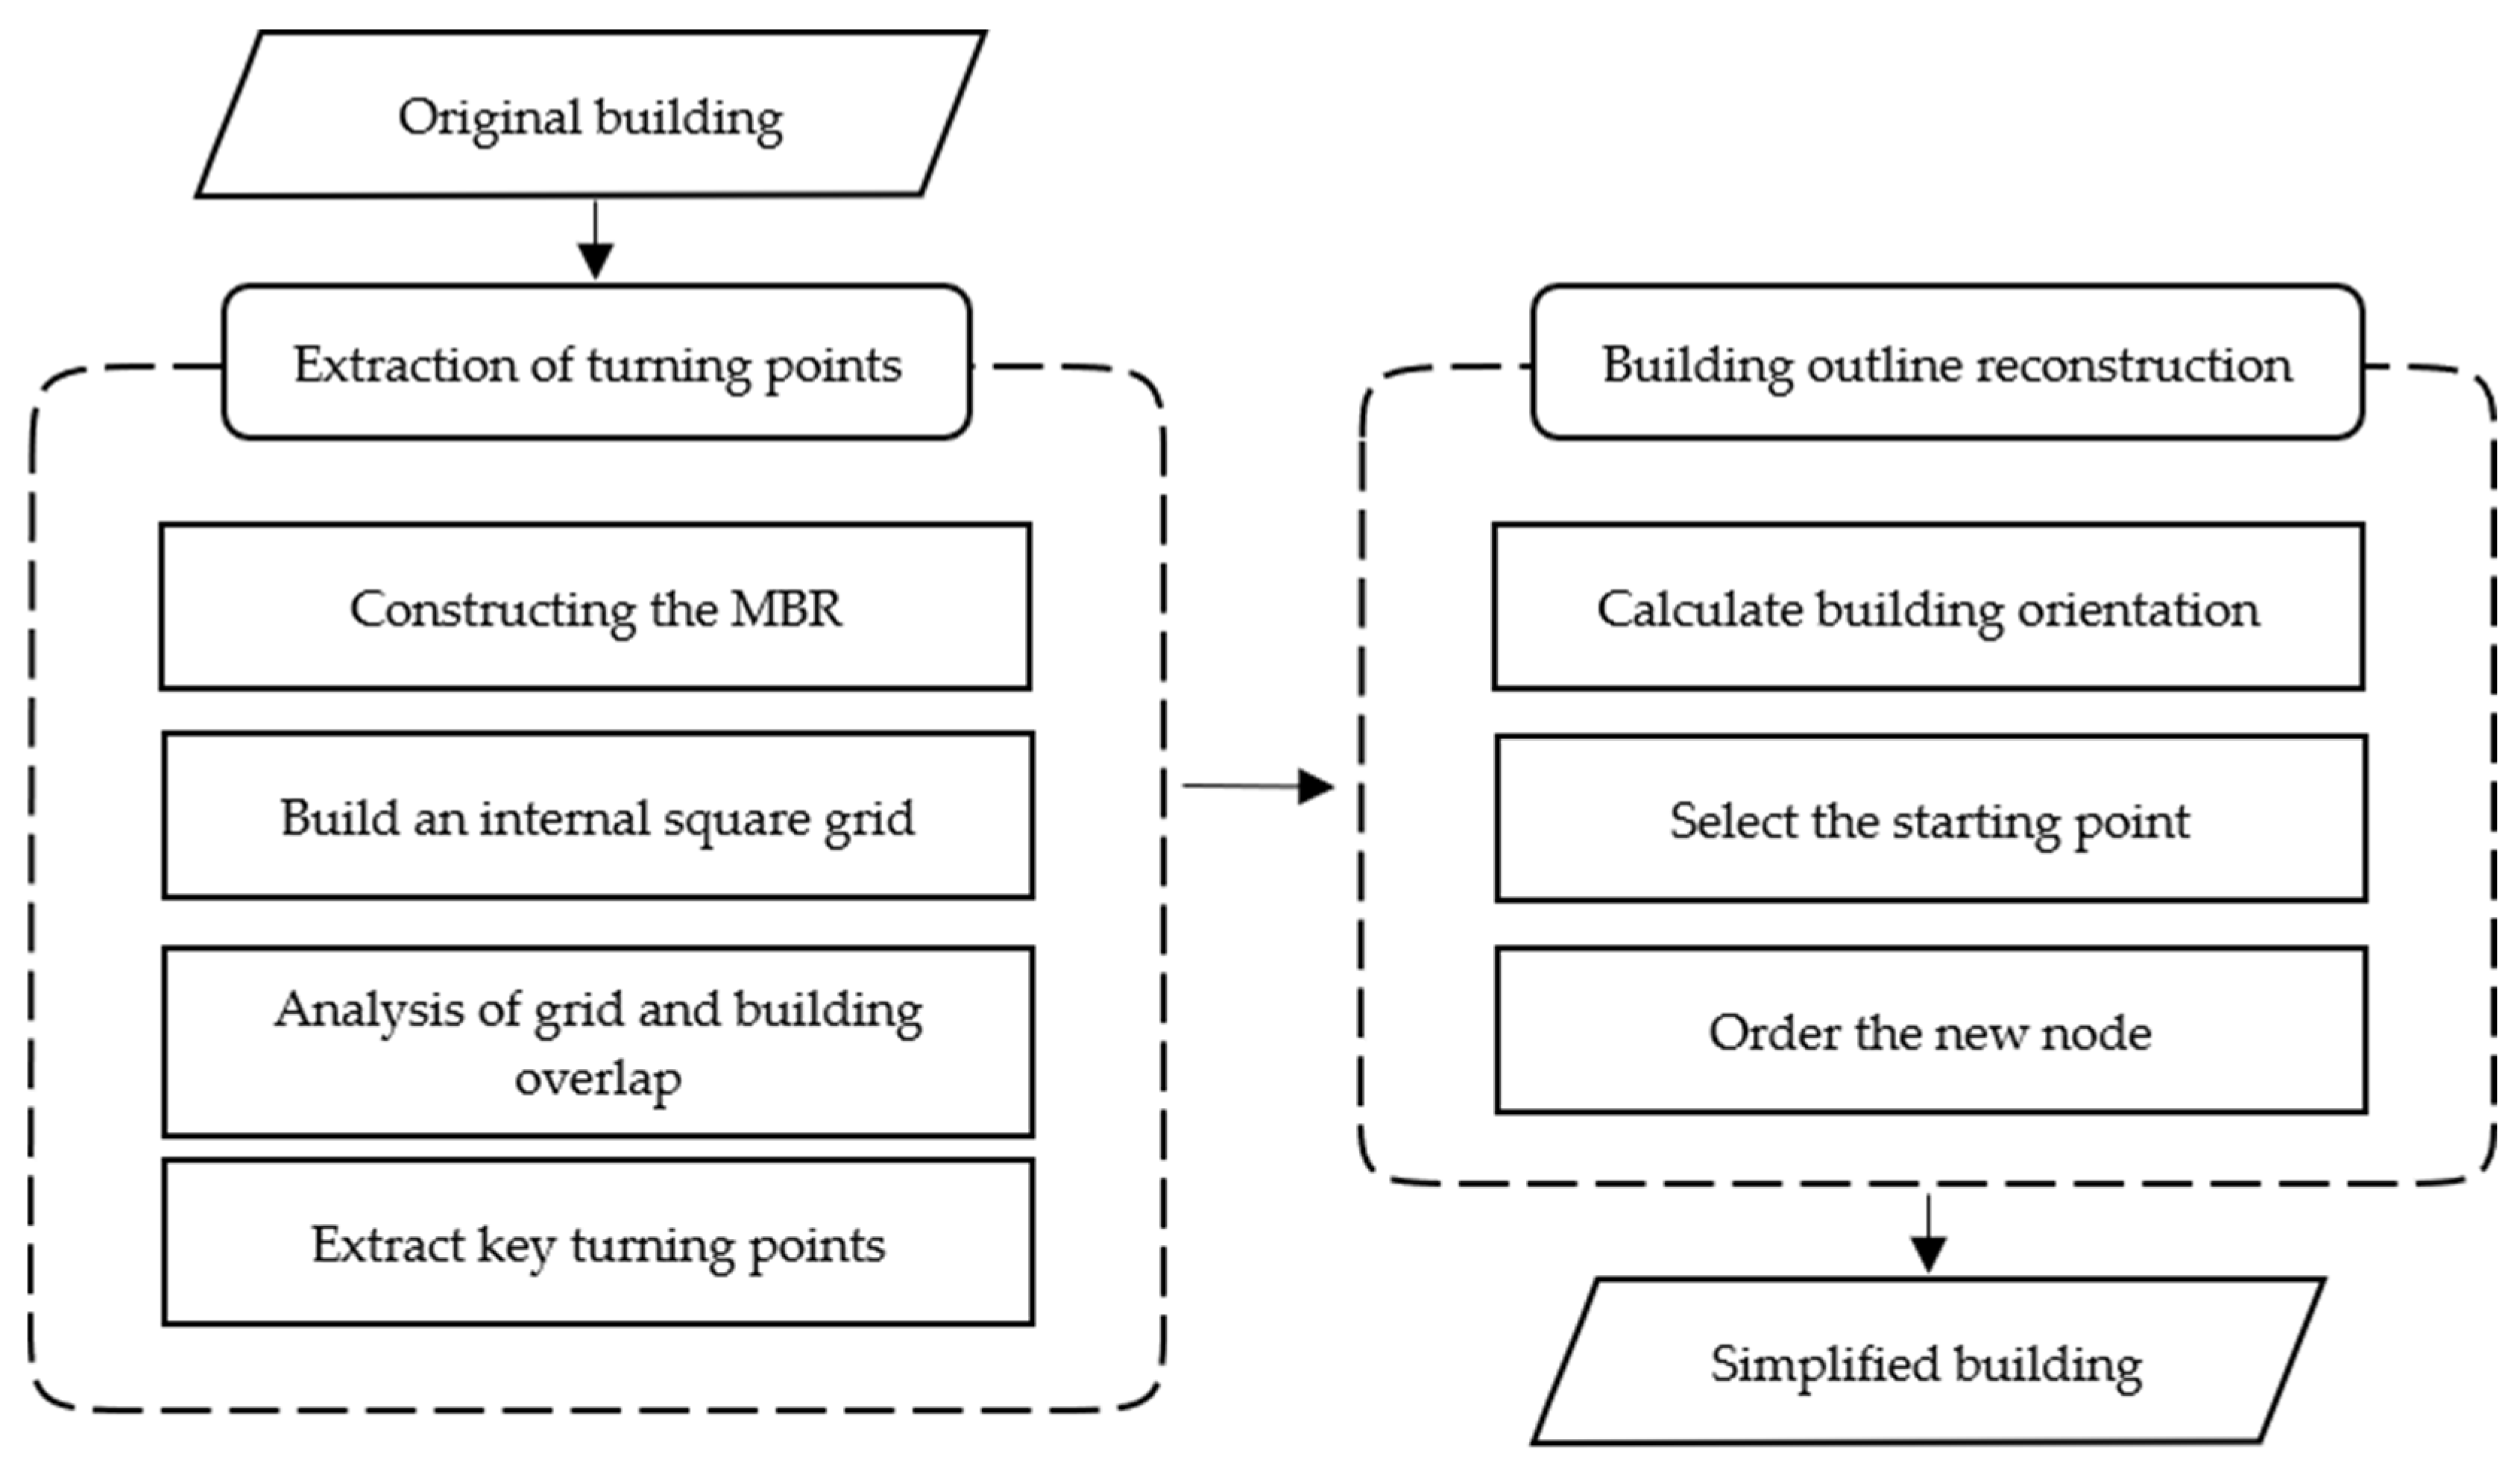 Original building
Extraction of turning points
Constructing the MBR
Build an internal square grid
Analysis of grid and building
overlap
Extract key turning points
Building outline reconstruction
Calculate building orientation
Select the starting point
Order the new node
Simplified building